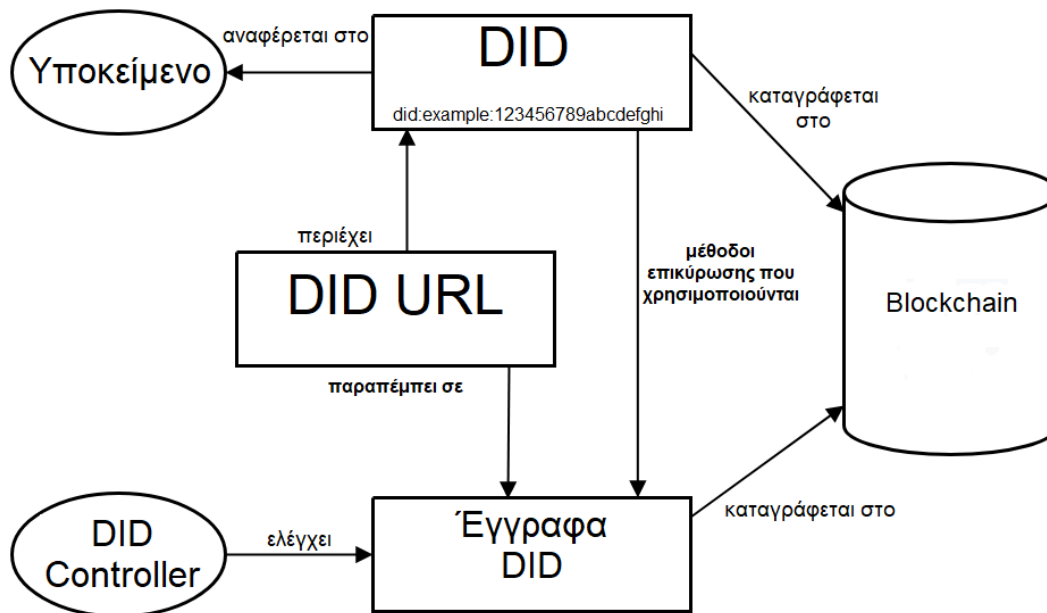 αναφέρεται στο
DID
Υποκείμενο
did:example:123456789abcdefghi
καταγράφεται
στο
περιέχει
μέθοδοι
επικύρωσης που
χρησιμοποιούνται
DID URL
Blockchain
παραπέμπει σε
Έγγραφα
DID
καταγράφεται στο
DID
Controller
ελέγχει